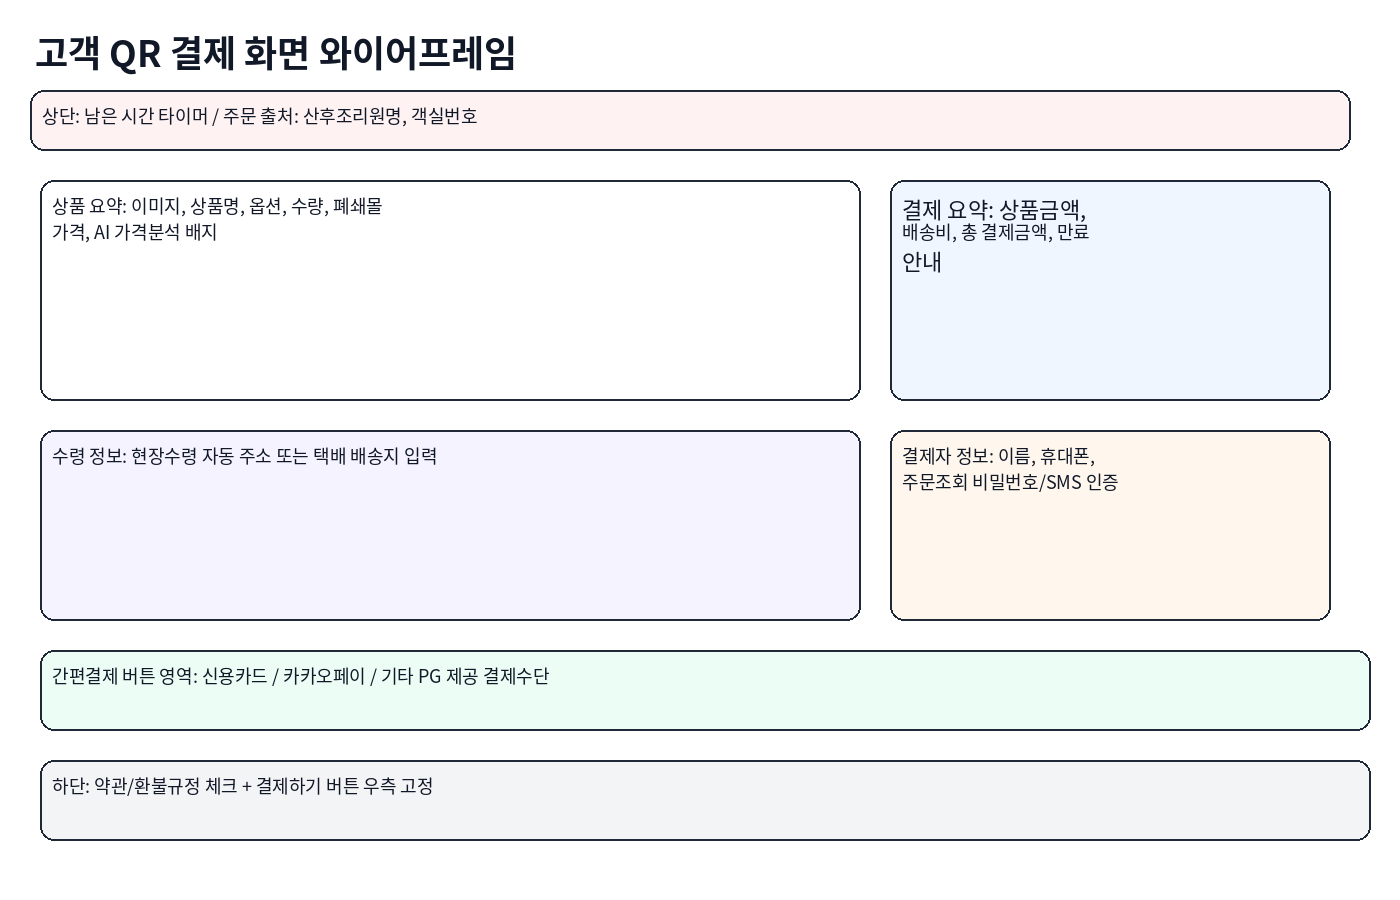 고객 QR 결제 화면 와이어프레임
상단: 남은 시간 타이머 / 주문 출처: 산후조리원명, 객실번호
상품 요약: 이미지, 상품명, 옵션, 수량, 폐쇄몰
가격, AI 가격분석 배지
결제 요약: 상품금액,
배송비, 총 결제금액, 만료
안내
수령 정보: 현장수령 자동 주소 또는 택배 배송지 입력
결제자 정보: 이름, 휴대폰,
주문조회 비밀번호/SMS 인증
간편결제 버튼 영역: 신용카드 / 카카오페이 / 기타 PG 제공 결제수단
하단: 약관/환불규정 체크 + 결제하기 버튼 우측 고정